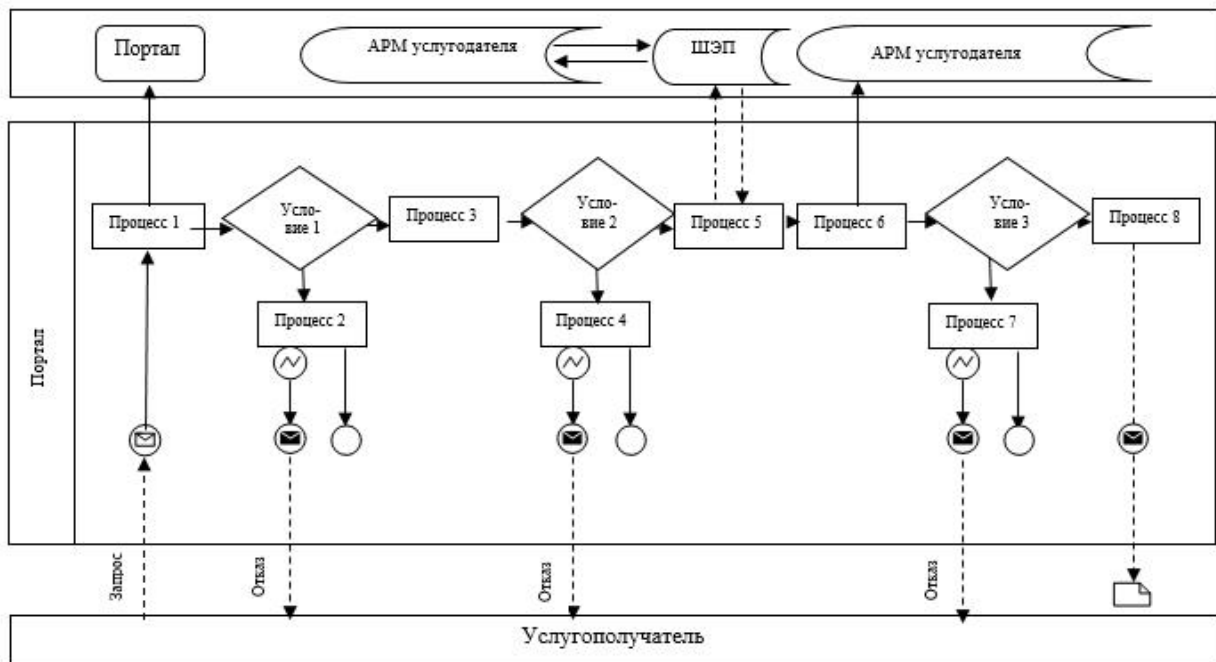 Портал
АРМ услугодателя
ШЭП
АРМ услугодателя
Портал
Процесс 1
Усло-
вие 1
Процесс 3
Усло-
вие 2
Процесс 5
Процесс 6
Усло-
вие 3
Процесс 8
Процесс 2
Процесс 4
Процесс 7
Запрос
Отказ
Отказ
Отказ
Услугополучатель